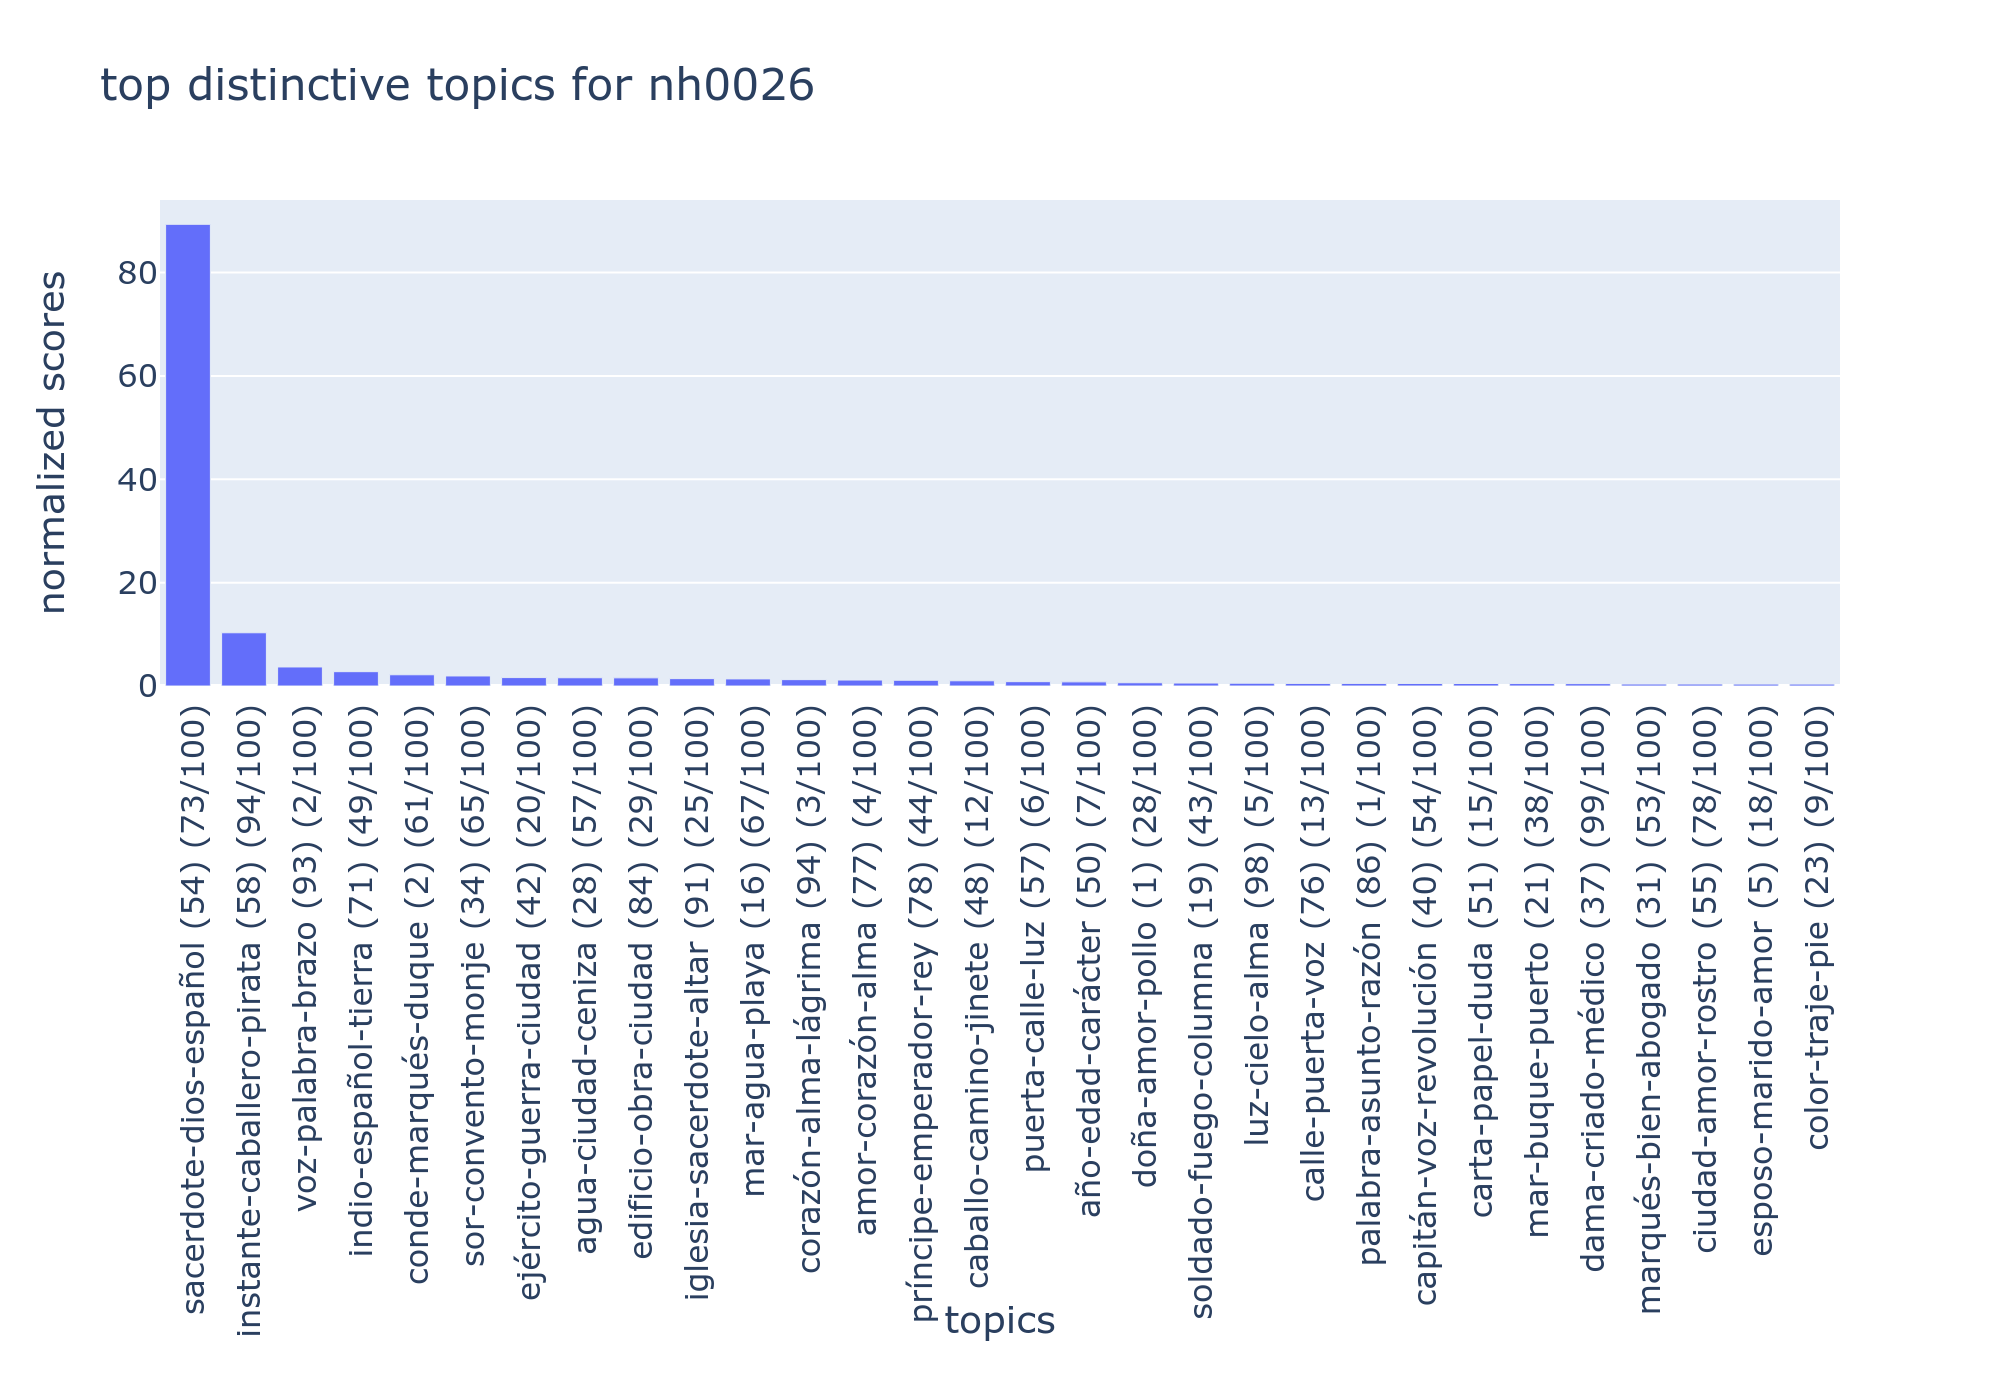 top distinctive topics for nh0026
normalized scores
80
60
40
20
0
sacerdote-dios-español (54) (73/100)
instante-caballero-pirata (58) (94/100)
voz-palabra-brazo (93) (2/100)
indio-español-tierra (71) (49/100)
conde-marqués-duque (2) (61/100)
sor-convento-monje (34) (65/100)
ejército-guerra-ciudad (42) (20/100)
agua-ciudad-ceniza (28) (57/100)
edificio-obra-ciudad (84) (29/100)
iglesia-sacerdote-altar (91) (25/100)
mar-agua-playa (16) (67/100)
corazón-alma-lágrima (94) (3/100)
amor-corazón-alma (77) (4/100)
príncipe-emperador-rey (78) (44/100)
caballo-camino-jinete (48) (12/100)
puerta-calle-luz (57) (6/100)
año-edad-carácter (50) (7/100)
doña-amor-pollo (1) (28/100)
soldado-fuego-columna (19) (43/100)
luz-cielo-alma (98) (5/100)
calle-puerta-voz (76) (13/100)
palabra-asunto-razón (86) (1/100)
capitán-voz-revolución (40) (54/100)
carta-papel-duda (51) (15/100)
mar-buque-puerto (21) (38/100)
dama-criado-médico (37) (99/100)
marqués-bien-abogado (31) (53/100)
ciudad-amor-rostro (55) (78/100)
esposo-marido-amor (5) (18/100)
color-traje-pie (23) (9/100)
topics